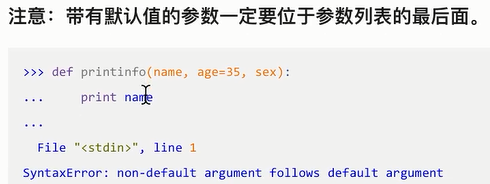 注意：带有默认值的参数一定要位于参数列表的最后面。
>>> def printinfo(name, age=35, sex):
...     print name
...
  File "<stdin>", line 1
SyntaxError: non-default argument follows default argument